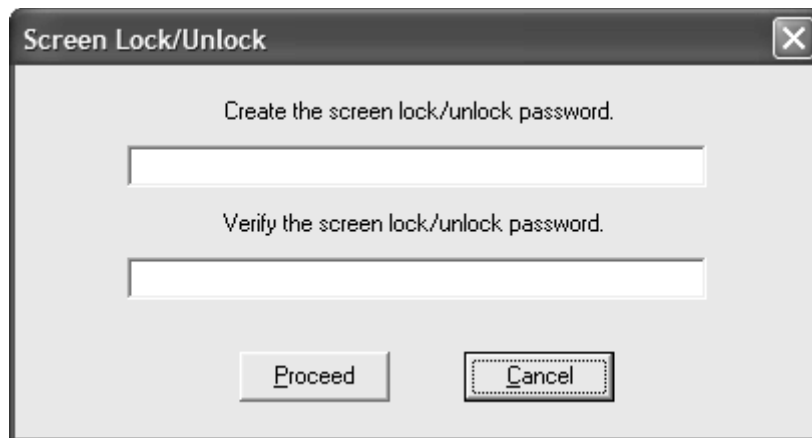 Screen Lock/Unlock
Create the screen lock/unlock password.
Verify the screen lock/unlock password.
Proceed
Cancel